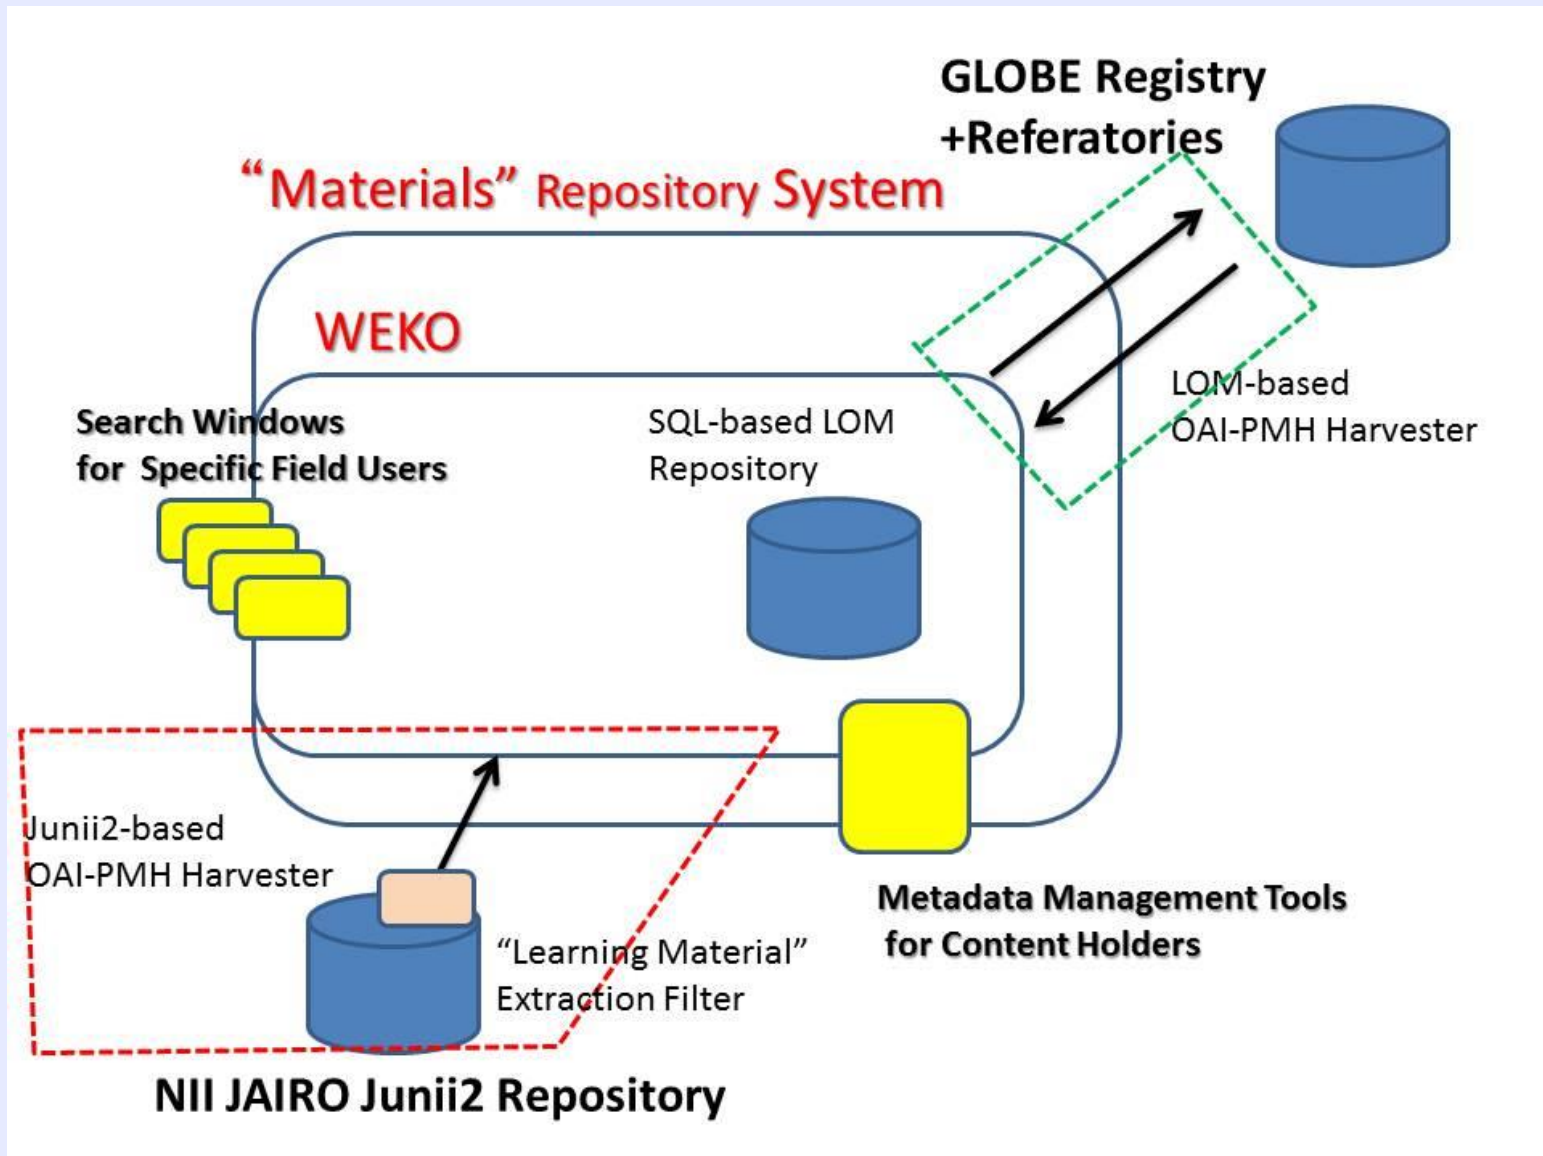 GLOBE Registry
+Referatories
“Materials” Repository System
WEKO
LOM-based
OAI-PMH Harvester
Search Windows
for Specific Field Users
SQL-based LOM
Repository
Junii2-based
OAI-PMH Harvester
Metadata Management Tools
for Content Holders
“Learning Material”
Extraction Filter
NII JAIRO Junii2 Repository